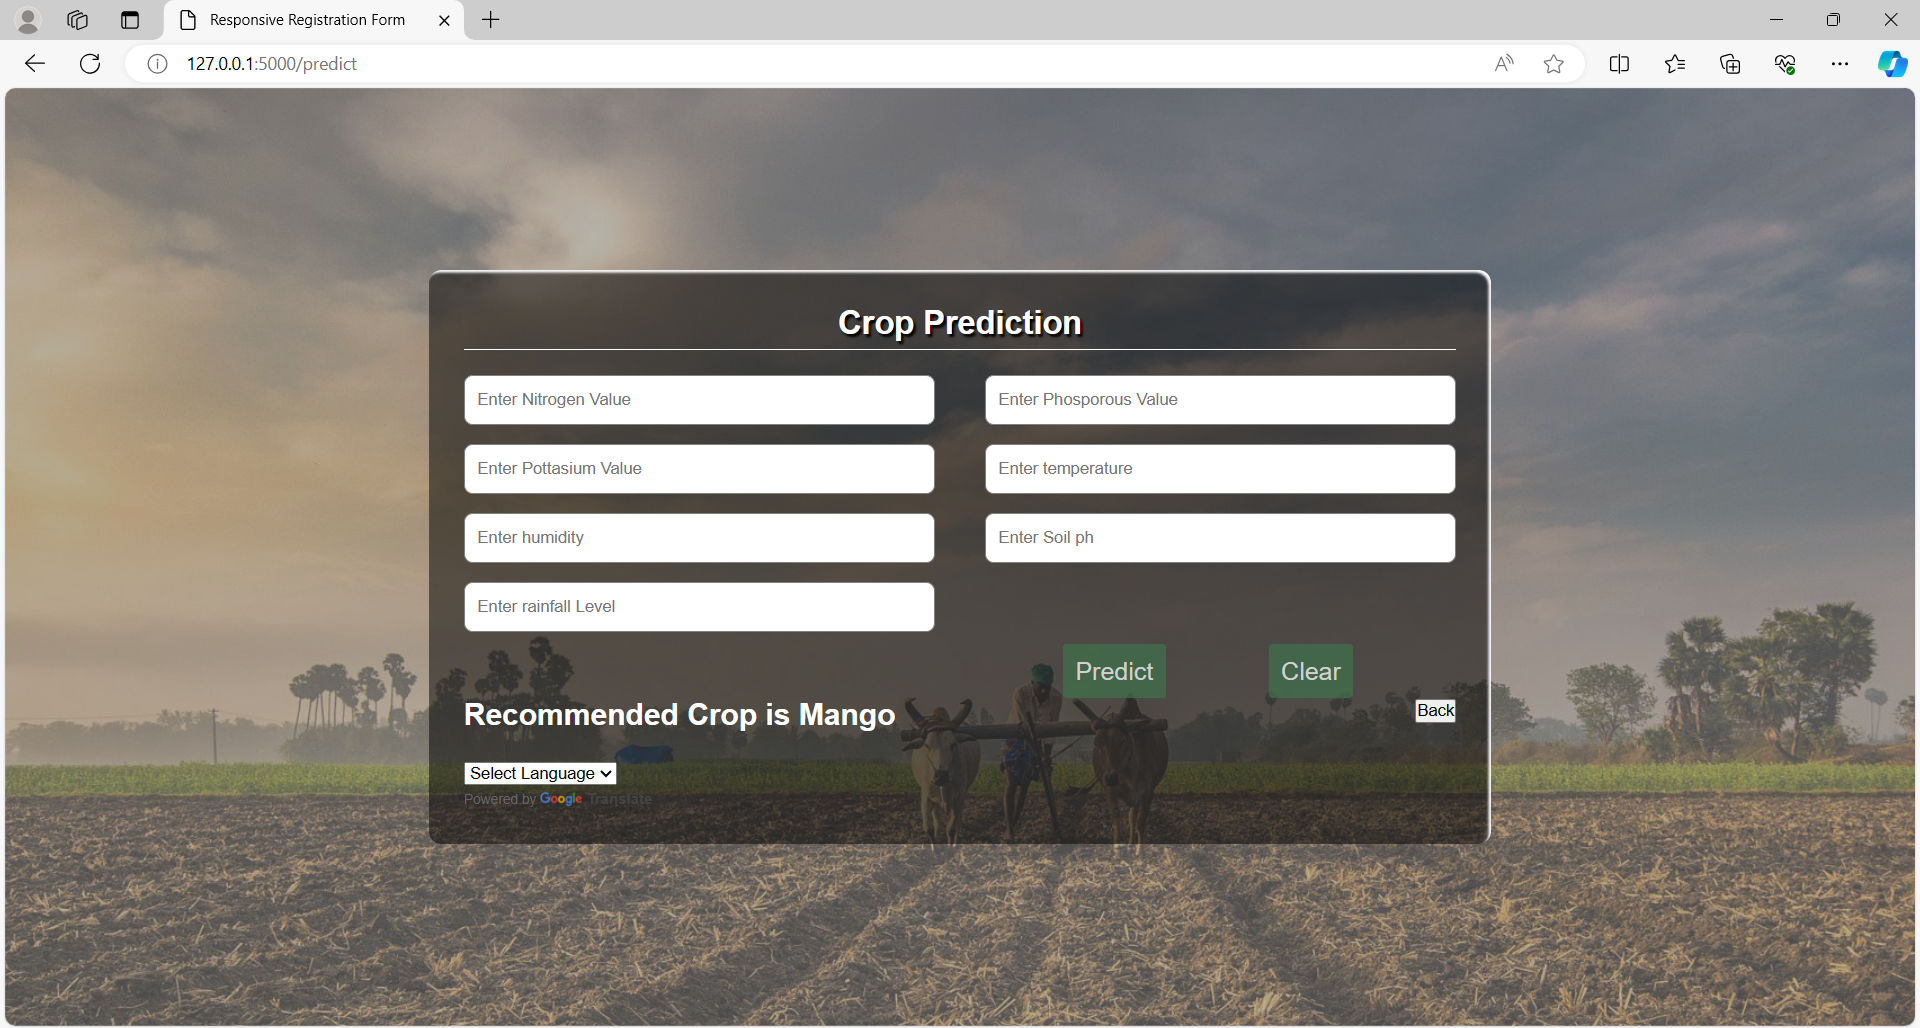 Responsive Registration Form
127.0.0.1:5000/predict
Crop Prediction
Enter Nitrogen Value
Enter Phosporous Value
Enter Pottasium Value
Enter temperature
Enter humidity
Enter Soil ph
Enter rainfall Level
Predict
Clear
Recommended Crop is Mango
Back
Select Language
Powered by Google Translate